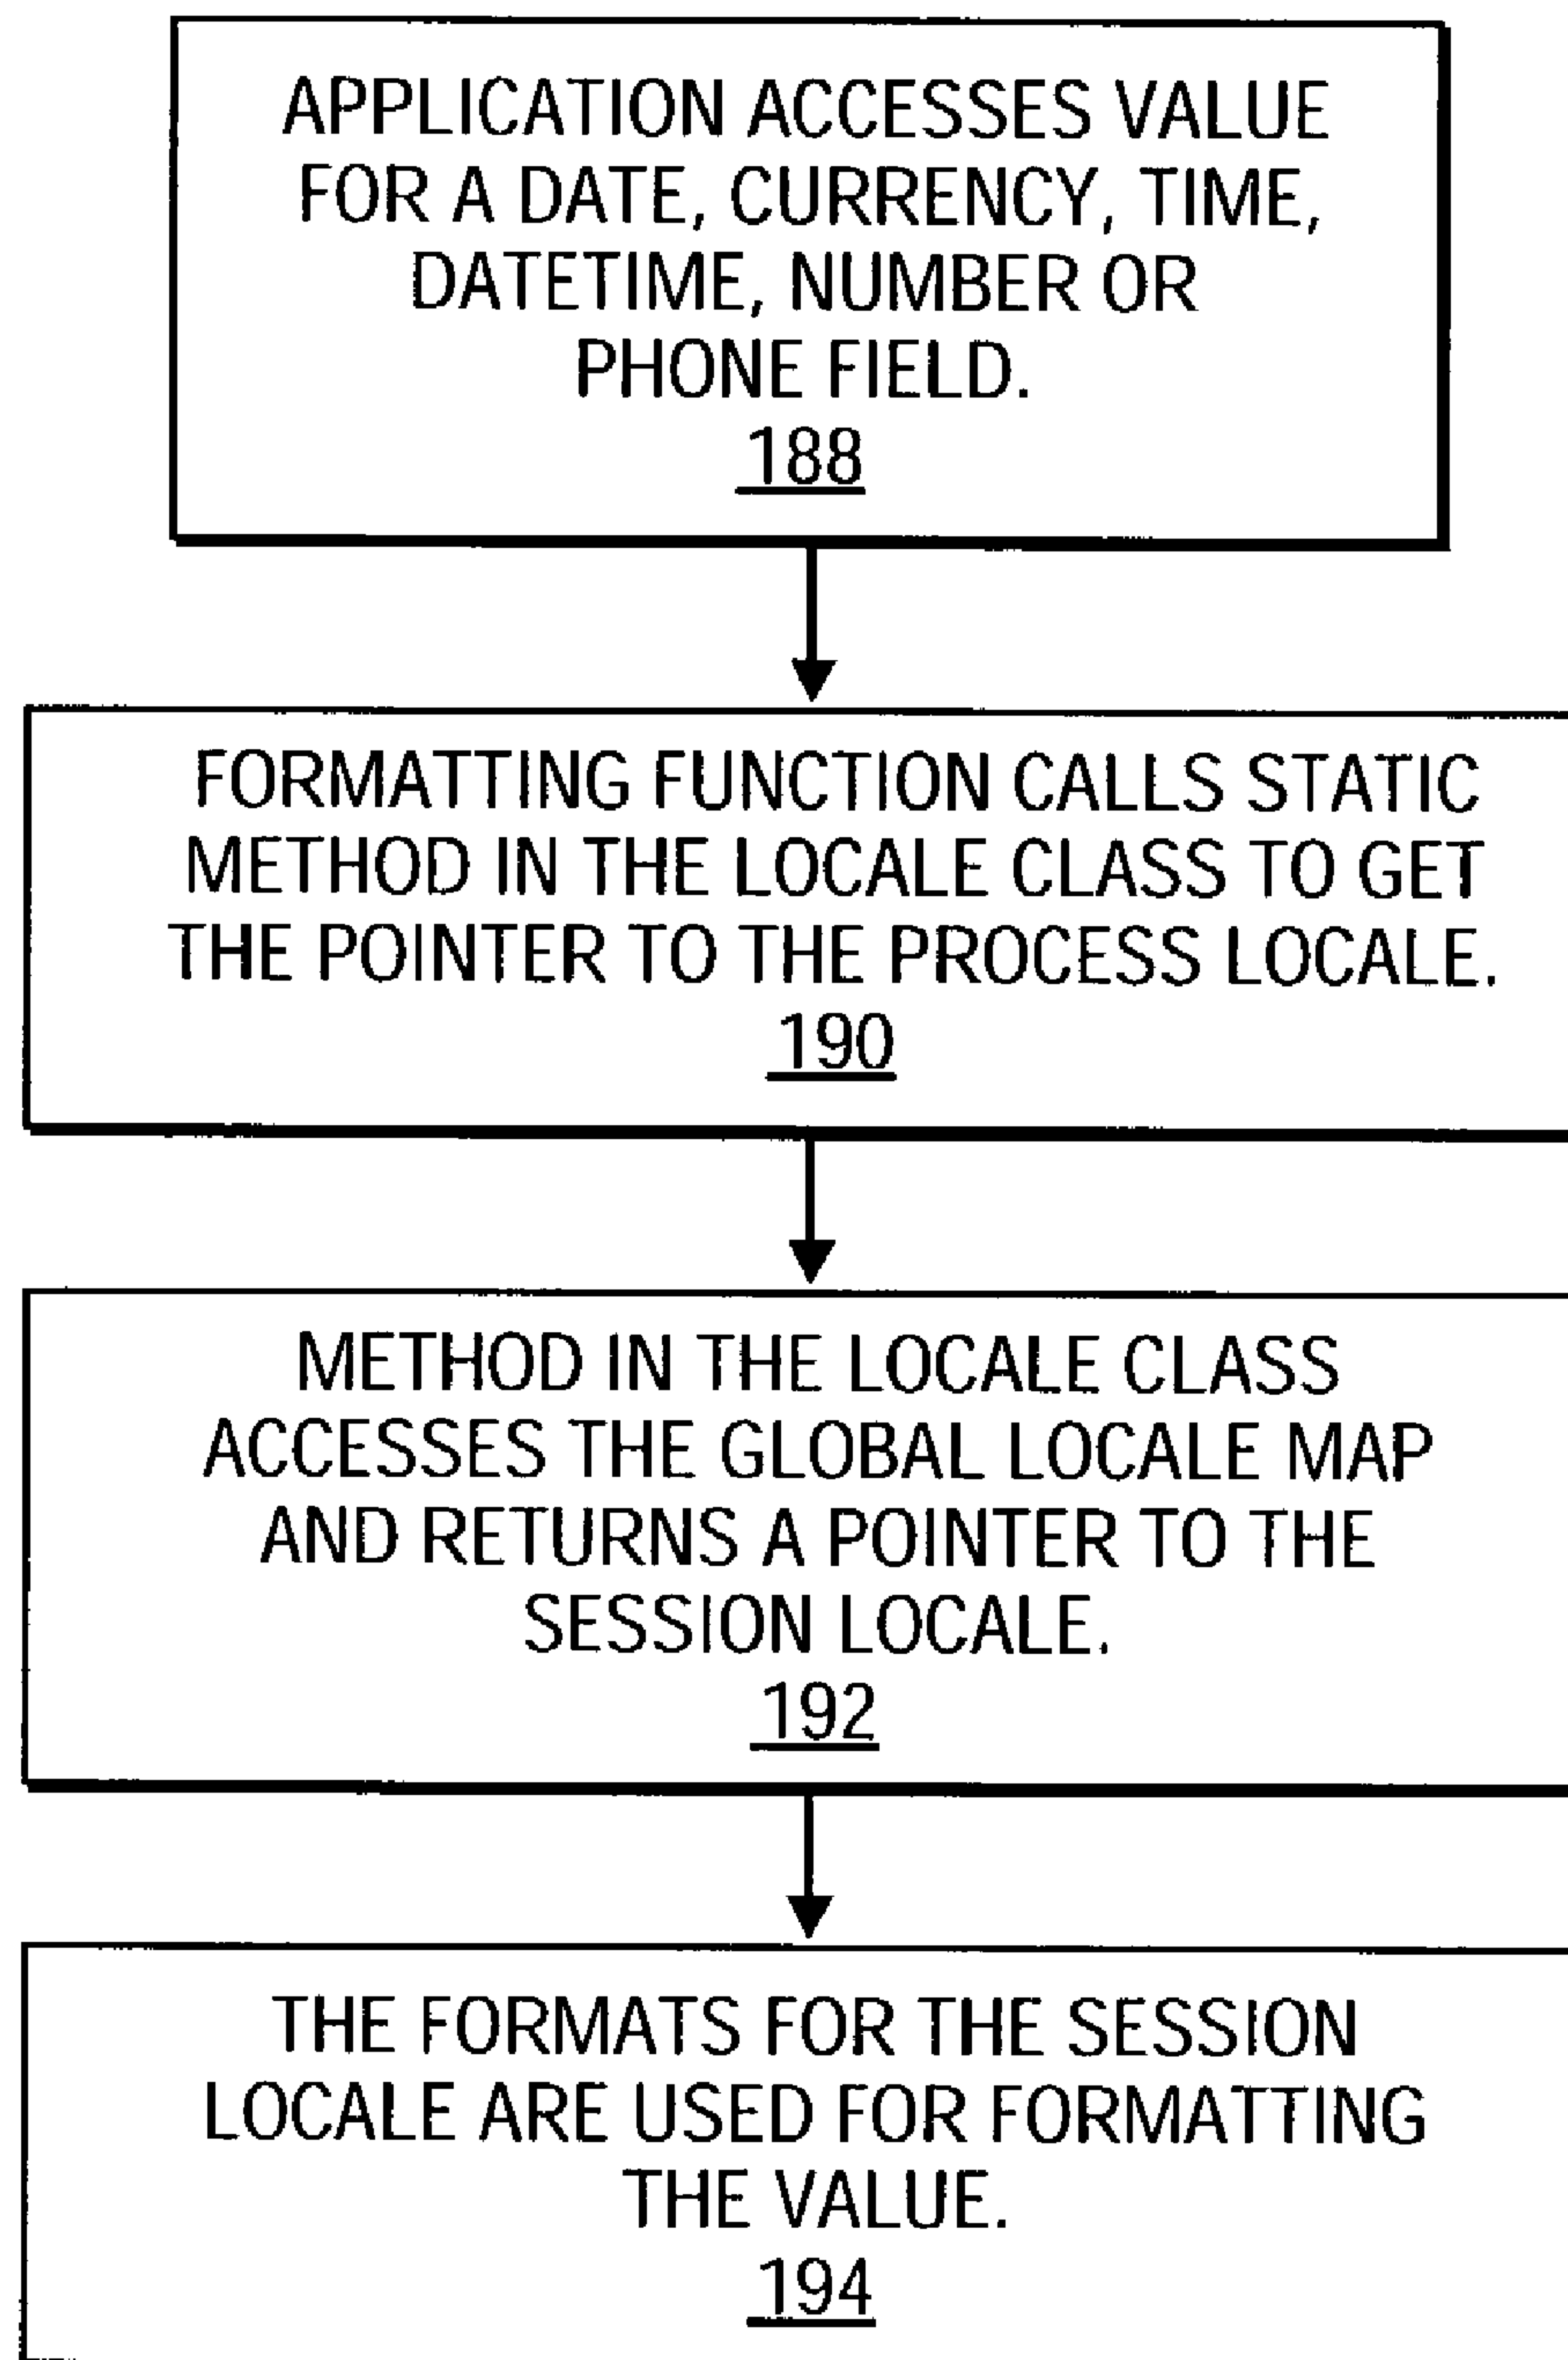 APPLICATION ACCESSES VALUE
FOR A DATE, CURRENCY, TIME,
DATETIME, NUMBER OR
PHONE FIELD.
188
FORMATTING FUNCTION CALLS STATIC
METHOD IN THE LOCALE CLASS TO GET
THE POINTER TO THE PROCESS LOCALE.
190
METHOD IN THE LOCALE CLASS
ACCESSES THE GLOBAL LOCALE MAP
AND RETURNS A POINTER TO THE
SESSION LOCALE.
192
THE FORMATS FOR THE SESSION
LOCALE ARE USED FOR FORMATTING
THE VALUE.
194